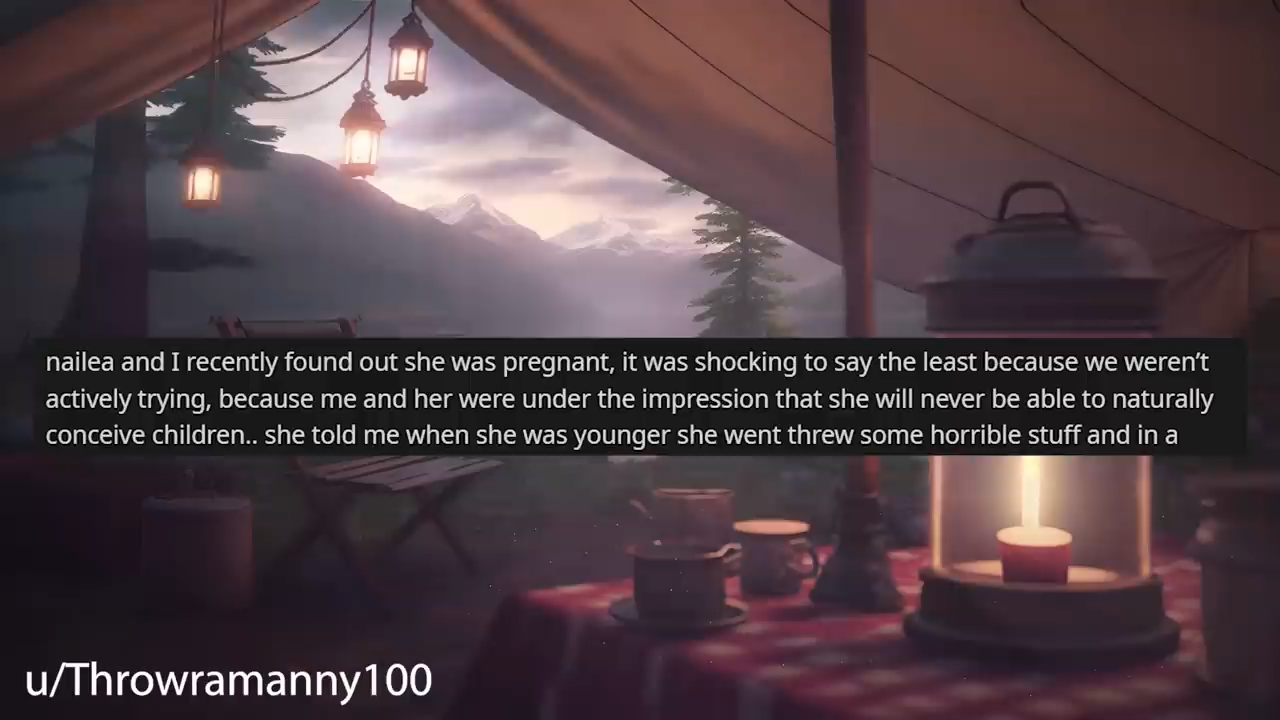 nailea and I recently found out she was pregnant, it was shocking to say the least because we weren’t
actively trying, because me and her were under the impression that she will never be able to naturally
conceive children.. she told me when she was younger she went threw some horrible stuff and in a
u/Throwramanny100